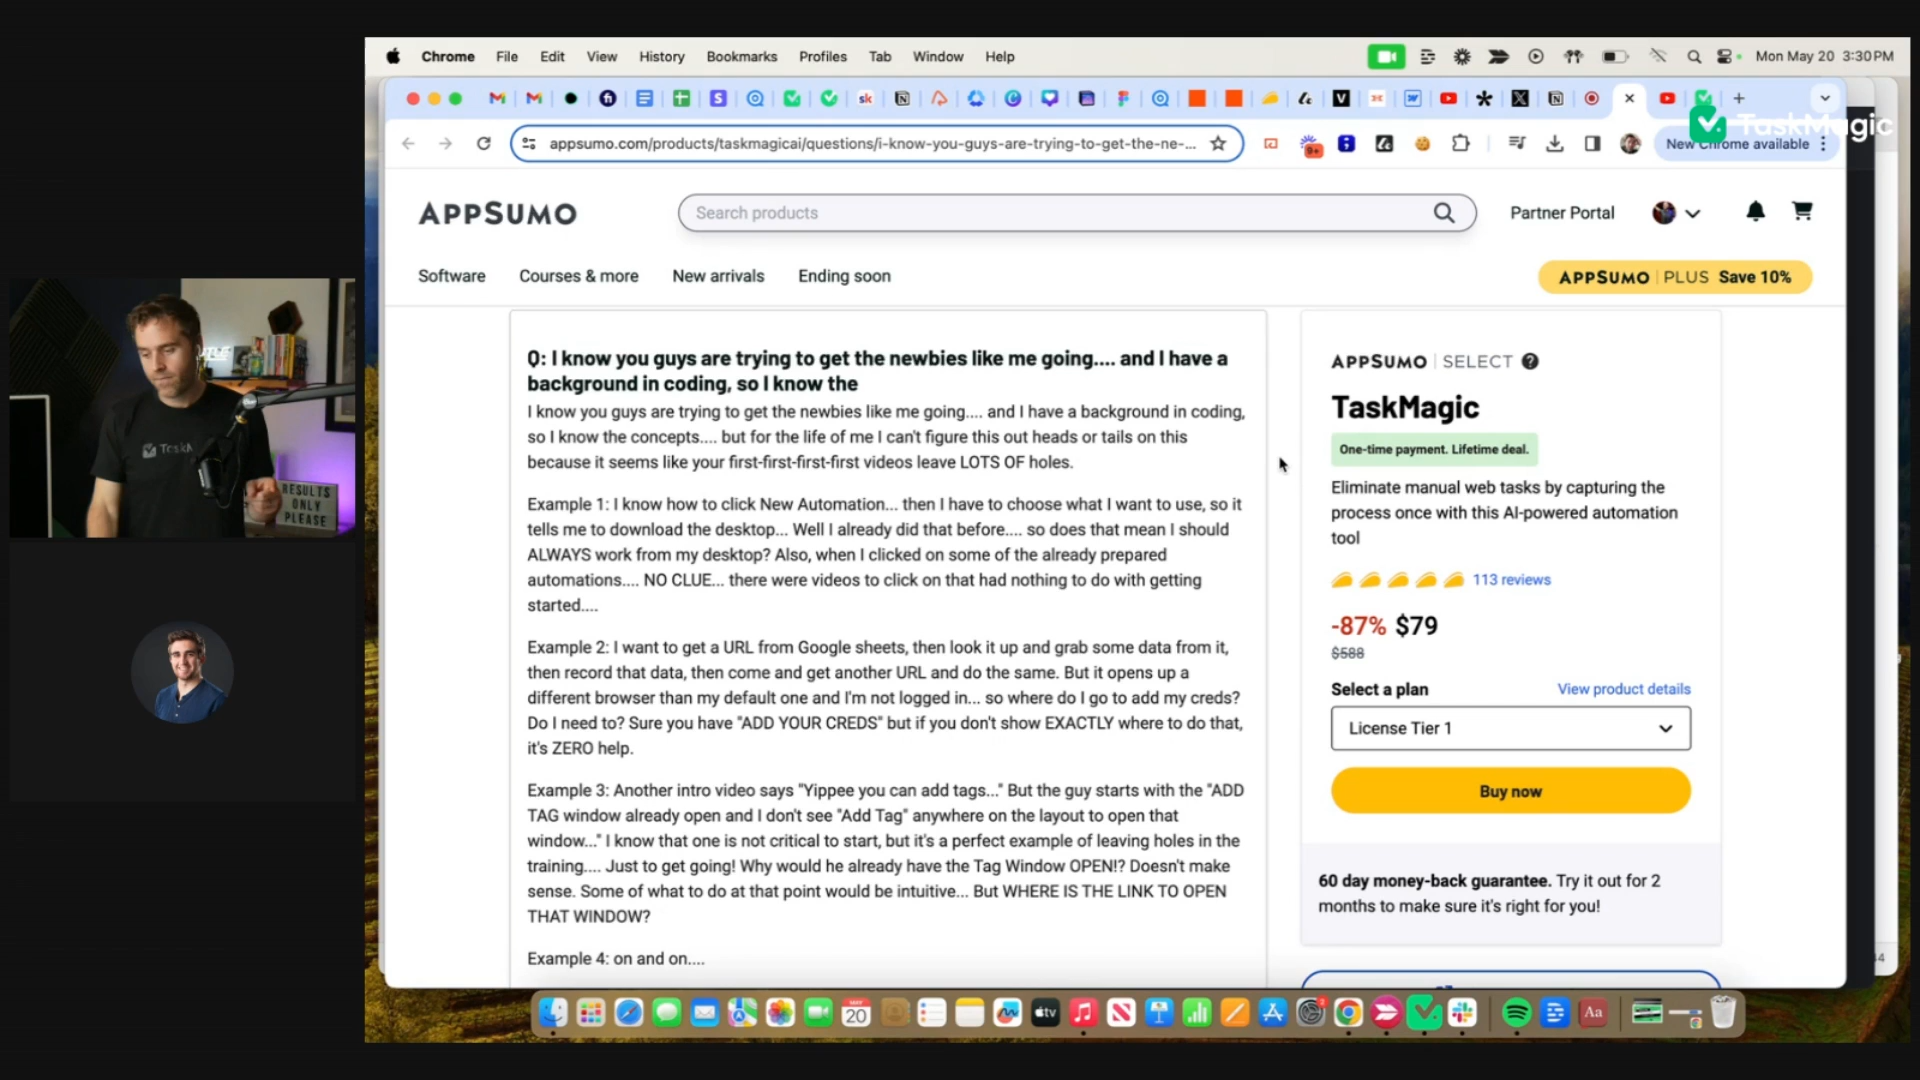 Chrome File Edit View History Bookmarks Profiles Tab Window Help
Mon May 20 3:30 PM
TaskMagic
appsumo.com/products/taskmagicai/questions/i-know-you-guys-are-trying-to-get-the-ne-...
9+
New Chrome available
APPSUMO
Search products
Partner Portal
Software Courses & more New arrivals Ending soon
APPSUMO | PLUS Save 10%
Q: I know you guys are trying to get the newbies like me going.... and I have a
background in coding, so I know the
I know you guys are trying to get the newbies like me going.... and I have a background in coding,
so I know the concepts.... but for the life of me I can't figure this out heads or tails on this
because it seems like your first-first-first-first videos leave LOTS OF holes.
Example 1: I know how to click New Automation... then I have to choose what I want to use, so it
tells me to download the desktop... Well I already did that before.... so does that mean I should
ALWAYS work from my desktop? Also, when I clicked on some of the already prepared
automations.... NO CLUE... there were videos to click on that had nothing to do with getting
started....
Example 2: I want to get a URL from Google sheets, then look it up and grab some data from it,
then record that data, then come and get another URL and do the same. But it opens up a
different browser than my default one and I'm not logged in... so where do I go to add my creds?
Do I need to? Sure you have "ADD YOUR CREDS" but if you don't show EXACTLY where to do that,
it's ZERO help.
Example 3: Another intro video says "Yippee you can add tags..." But the guy starts with the "ADD
TAG window already open and I don't see "Add Tag" anywhere on the layout to open that
window..." I know that one is not critical to start, but it's a perfect example of leaving holes in the
training.... Just to get going! Why would he already have the Tag Window OPEN!? Doesn't make
sense. Some of what to do at that point would be intuitive... But WHERE IS THE LINK TO OPEN
THAT WINDOW?
Example 4: on and on....
APPSUMO | SELECT ?
TaskMagic
One-time payment. Lifetime deal.
Eliminate manual web tasks by capturing the
process once with this AI-powered automation
tool
113 reviews
-87% $79
$588
Select a plan View product details
License Tier 1
Buy now
60 day money-back guarantee. Try it out for 2
months to make sure it's right for you!
RESULTS
ONLY
PLEASE
20
tv
Aa